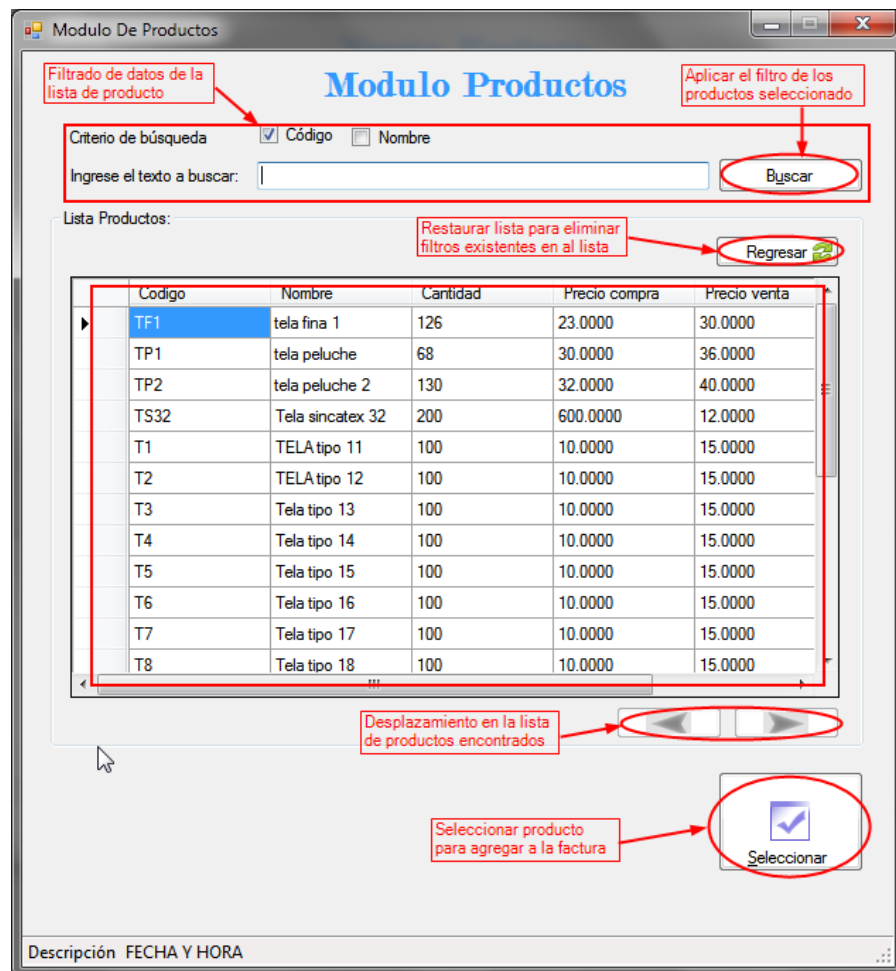 Modulo De Productos
Filtrado de datos de la
lista de producto
Modulo Productos
Aplicar el filtro de los
productos seleccionado
Criterio de búsqueda Código Nombre
Ingrese el texto a buscar: Buscar
Lista Productos:
Restaurar lista para eliminar
filtros existentes en al lista
Regresar
Codigo Nombre Cantidad Precio compra Precio venta
TF1 tela fina 1 126 23.0000 30.0000
TP1 tela peluche 68 30.0000 36.0000
TP2 tela peluche 2 130 32.0000 40.0000
TS32 Tela sincatex 32 200 600.0000 12.0000
T1 TELA tipo 11 100 10.0000 15.0000
T2 TELA tipo 12 100 10.0000 15.0000
T3 Tela tipo 13 100 10.0000 15.0000
T4 Tela tipo 14 100 10.0000 15.0000
T5 Tela tipo 15 100 10.0000 15.0000
T6 Tela tipo 16 100 10.0000 15.0000
T7 Tela tipo 17 100 10.0000 15.0000
T8 Tela tipo 18 100 10.0000 15.0000
Desplazamiento en la lista
de productos encontrados
Seleccionar producto
para agregar a la factura
Seleccionar
Descripción FECHA Y HORA